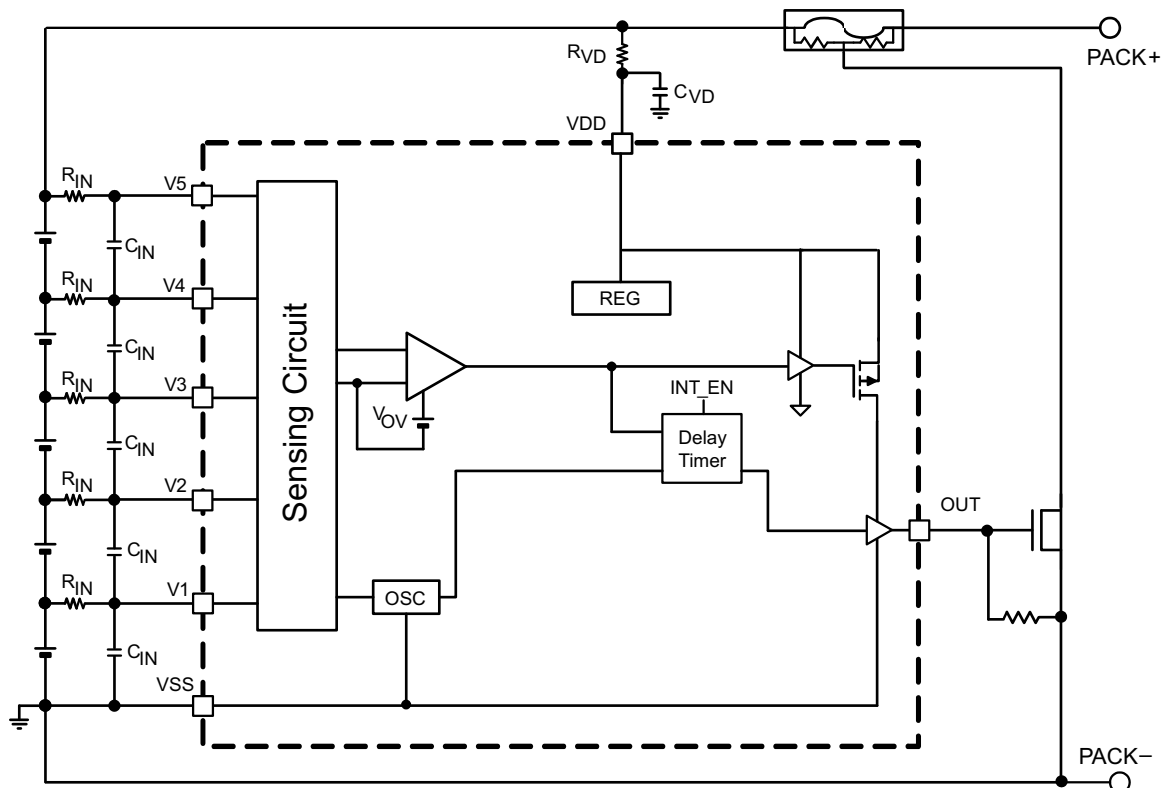 RVD
PACK+
CVD
VDD
RIN
V5
CIN
RIN
V4
REG
CIN
Sensing Circuit
RIN
V3
INT_EN
VOV
Delay
Timer
CIN
RIN
V2
OUT
CIN
RIN
V1
OSC
CIN
VSS
PACK−